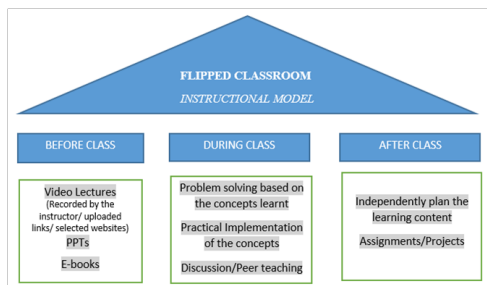 FLIPPED CLASSROOM
INSTRUCTIONAL MODEL
BEFORE CLASS
Video Lectures
(Recorded by the
instructor/ uploaded
links/ selected websites)
PPTs
E-books
DURING CLASS
Problem solving based on
the concepts learnt
Practical Implementation
of the concepts
Discussion/Peer teaching
AFTER CLASS
Independently plan the
learning content
Assignments/Projects